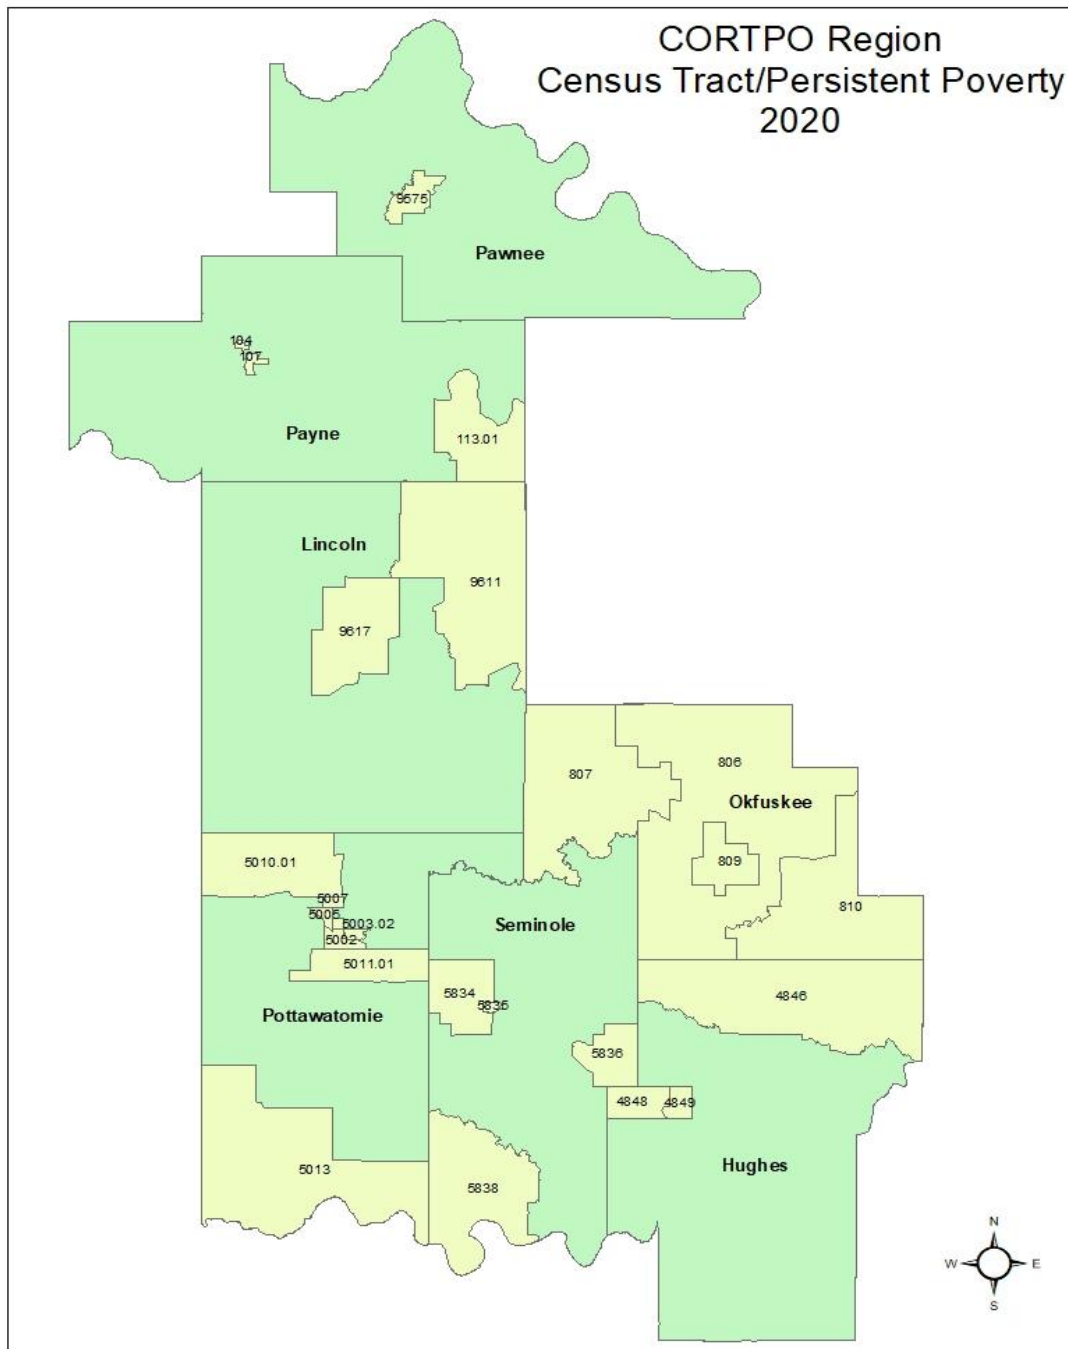 CORTPO Region
Census Tract/Persistent Poverty
2020
9575
Pawnee
104
107
Payne
113.01
Lincoln
9611
9617
807
806
Okfuskee
809
810
5010.01
5007
5005
5003.02
5002
5011.01
Seminole
5834
5835
4846
Pottawatomie
5836
4848
4849
5013
5838
Hughes
N
W
E
S